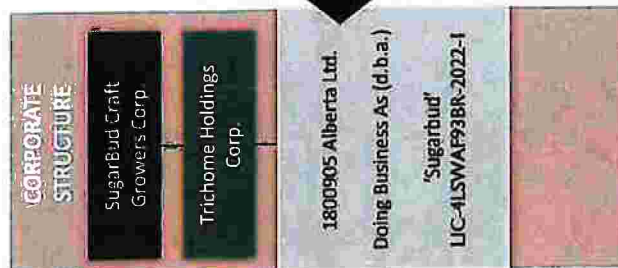 CORPORATE
STRUCTURE
SugarBud Craft
Growers Corp.
Trichome Holdings
Corp.
1800905 Alberta Ltd.
Doing Business As (d.b.a.)
'Sugarbud'
LIC-4LSWAF93BR-2022-1